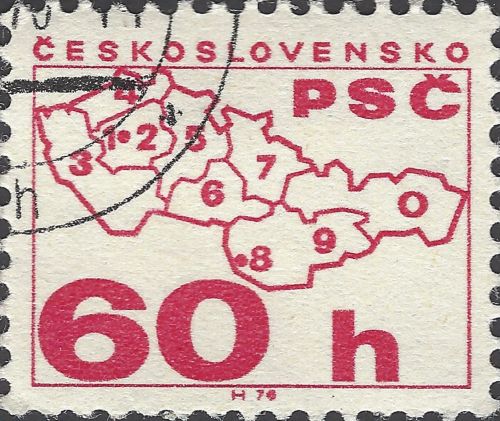 ČESKOSLOVENSKO
PSČ
4
1 2 5
3 7
6 0
8 9
60 h
H 76